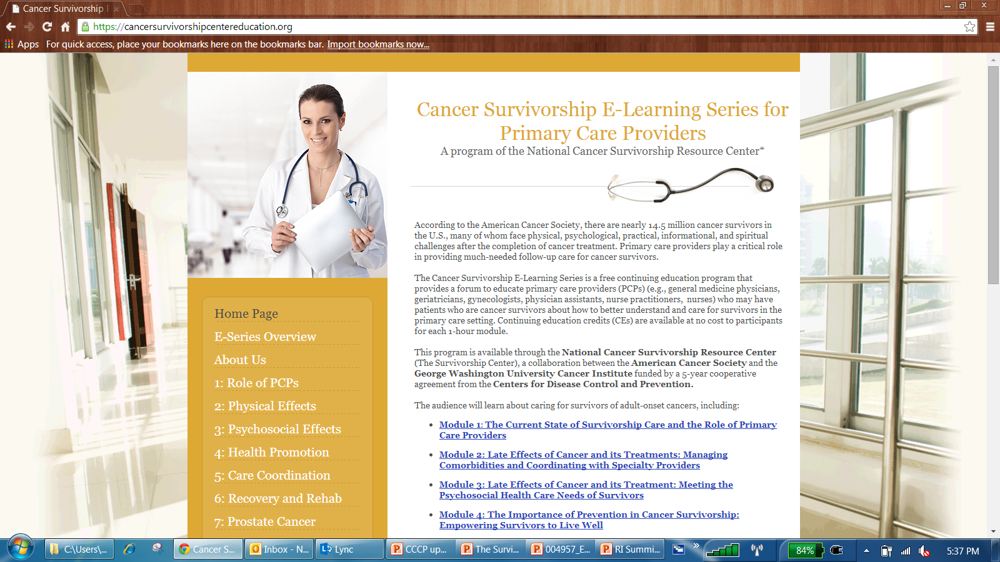 Cancer Survivorship
https://cancersurvivorshipcentereducation.org
Apps For quick access, place your bookmarks here on the bookmarks bar. Import bookmarks now...
Cancer Survivorship E-Learning Series for
Primary Care Providers
A program of the National Cancer Survivorship Resource Center*
According to the American Cancer Society, there are nearly 14.5 million cancer survivors in
the U.S., many of whom face physical, psychological, practical, informational, and spiritual
challenges after the completion of cancer treatment. Primary care providers play a critical role
in providing much-needed follow-up care for cancer survivors.
The Cancer Survivorship E-Learning Series is a free continuing education program that
provides a forum to educate primary care providers (PCPs) (e.g., general medicine physicians,
geriatricians, gynecologists, physician assistants, nurse practitioners, nurses) who may have
patients who are cancer survivors about how to better understand and care for survivors in the
primary care setting. Continuing education credits (CEs) are available at no cost to participants
for each 1-hour module.
This program is available through the National Cancer Survivorship Resource Center
(The Survivorship Center), a collaboration between the American Cancer Society and the
George Washington University Cancer Institute funded by a 5-year cooperative
agreement from the Centers for Disease Control and Prevention.
The audience will learn about caring for survivors of adult-onset cancers, including:
• Module 1: The Current State of Survivorship Care and the Role of Primary
Care Providers
• Module 2: Late Effects of Cancer and its Treatments: Managing
Comorbidities and Coordinating with Specialty Providers
• Module 3: Late Effects of Cancer and its Treatment: Meeting the
Psychosocial Health Care Needs of Survivors
• Module 4: The Importance of Prevention in Cancer Survivorship:
Empowering Survivors to Live Well
Home Page
E-Series Overview
About Us
1: Role of PCPs
2: Physical Effects
3: Psychosocial Effects
4: Health Promotion
5: Care Coordination
6: Recovery and Rehab
7: Prostate Cancer
C:\Users\...
Cancer S...
Inbox - N...
Lync
CCCP up...
The Survi...
004957_E...
RI Summi...
84%
5:37 PM